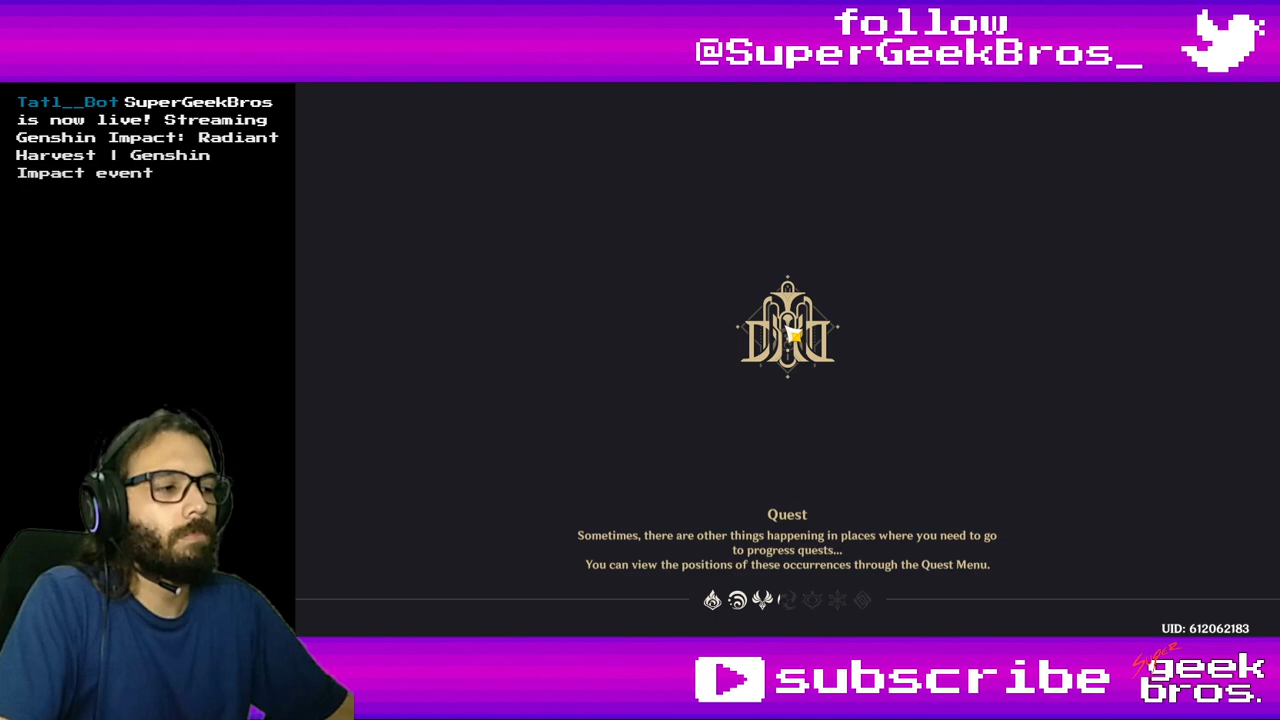 follow
@SuperGeekBros_
Tatl__Bot SuperGeekBros
is now live! Streaming
Genshin Impact: Radiant
Harvest | Genshin
Impact event
Quest
Sometimes, there are other things happening in places where you need to go
to progress quests...
You can view the positions of these occurrences through the Quest Menu.
UID: 612062183
subscribe
SUPER
geek
bros.